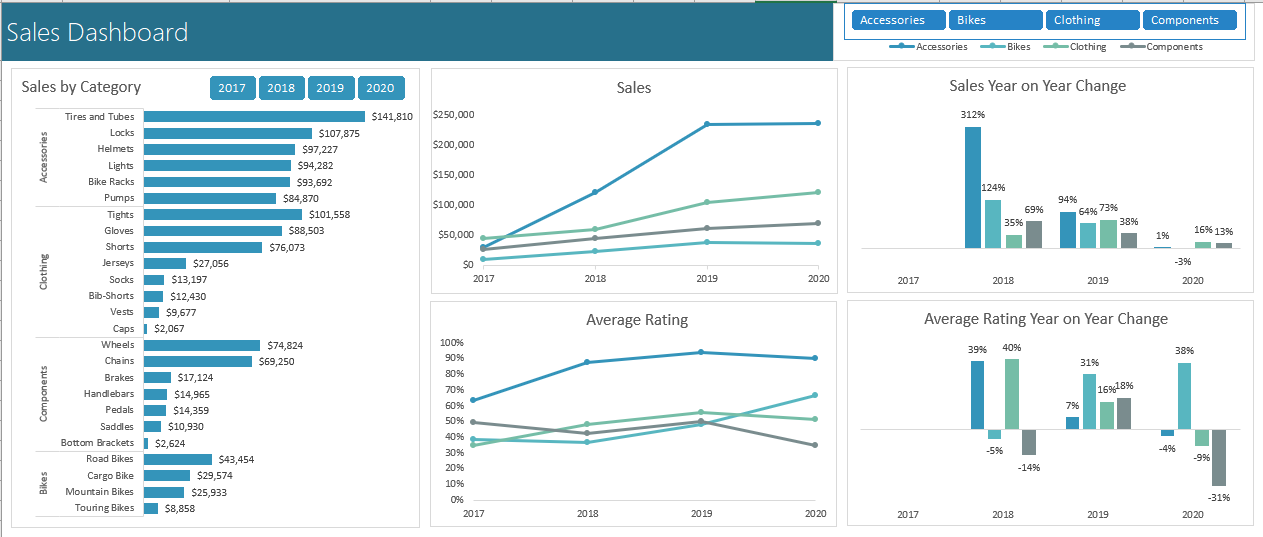 Sales Dashboard
Accessories Bikes Clothing Components
Accessories Bikes Clothing Components
Sales by Category 2017 2018 2019 2020
Accessories
Tires and Tubes $141,810
Locks $107,875
Helmets $97,227
Lights $94,282
Bike Racks $93,692
Pumps $84,870
Clothing
Tights $101,558
Gloves $88,503
Shorts $76,073
Jerseys $27,056
Socks $13,197
Bib-Shorts $12,430
Vests $9,677
Caps $2,067
Components
Wheels $74,824
Chains $69,250
Brakes $17,124
Handlebars $14,965
Pedals $14,359
Saddles $10,930
Bottom Brackets $2,624
Bikes
Road Bikes $43,454
Cargo Bike $29,574
Mountain Bikes $25,933
Touring Bikes $8,858
Sales
$250,000
$200,000
$150,000
$100,000
$50,000
$0
2017 2018 2019 2020
Sales Year on Year Change
312%
124%
35%
69%
94%
64%
73%
38%
1%
-3%
16%
13%
2017 2018 2019 2020
Average Rating
100%
90%
80%
70%
60%
50%
40%
30%
20%
10%
0%
2017 2018 2019 2020
Average Rating Year on Year Change
39%
-5%
40%
-14%
7%
31%
16%
18%
-4%
38%
-9%
-31%
2017 2018 2019 2020